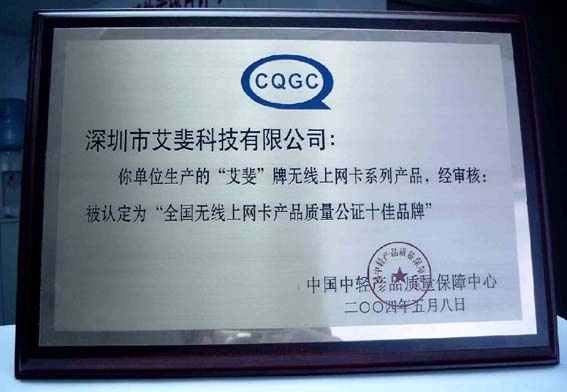 CQGC
深圳市艾斐科技有限公司：
你单位生产的“艾斐”牌无线上网卡系列产品，经审核：
被认定为“全国无线上网卡产品质量公证十佳品牌”
中国中轻产品质量保障中心
二〇〇四年五月八日